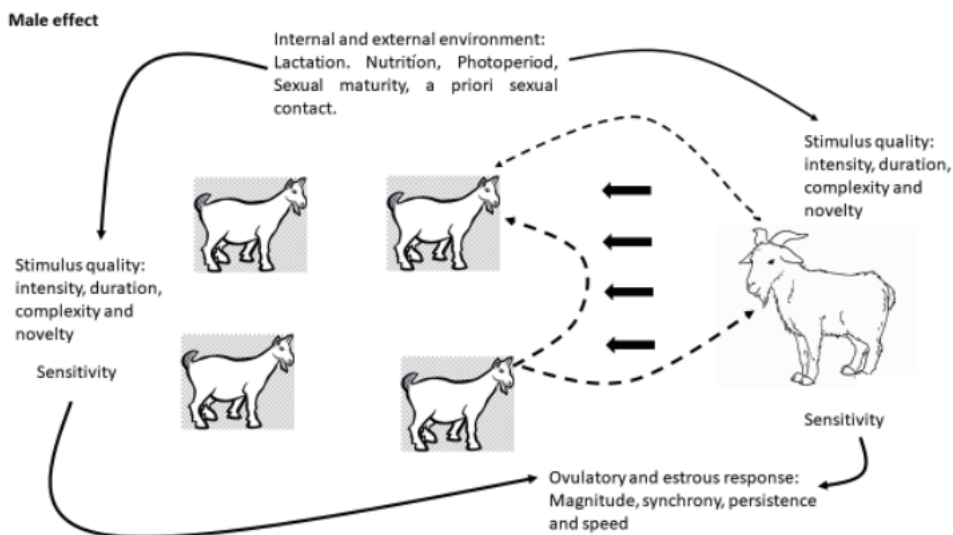 Male effect
Internal and external environment:
Lactation. Nutritíon, Photoperiod,
Sexual maturity, a priori sexual
contact.
Stimulus quality:
intensity, duration,
complexity and
novelty
Stimulus quality:
intensity, duration,
complexity and
novelty
Sensitivity
Sensitivity
Ovulatory and estrous response:
Magnitude, synchrony, persistence
and speed